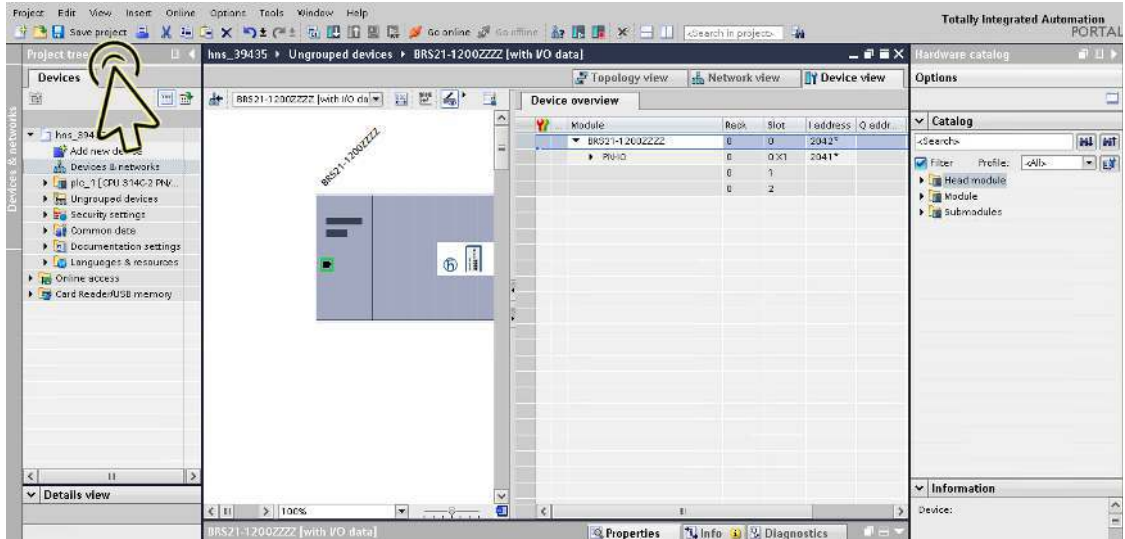 Project Edit View Insert Online Options Tools Window Help
Totally Integrated Automation
PORTAL
Save project
Go online Go offline
<Search in project>
Project tree
hns_39435 ▸ Ungrouped devices ▸ BRS21-1200ZZZZ [with I/O data]
Hardware catalog
Devices
Topology view Network view Device view
Options
Devices & networks
BRS21-1200ZZZZ [with I/O da
Device overview
Module Rack Slot I address Q addr...
BRS21-1200ZZZZ 0 0 2042*
PN-IO 0 0 X1 2041*
0 1
0 2
BRS21-1200ZZZZ
Add new
Devices & networks
plc_1 [CPU 314C-2 PN/...
Ungrouped devices
Security settings
Common data
Documentation settings
Languages & resources
Online access
Card Reader/USB memory
Catalog
<Search>
Filter Profile: <All>
Head module
Module
Submodules
Details view
100%
Information
Device:
BRS21-1200ZZZZ [with I/O data]
Properties Info Diagnostics